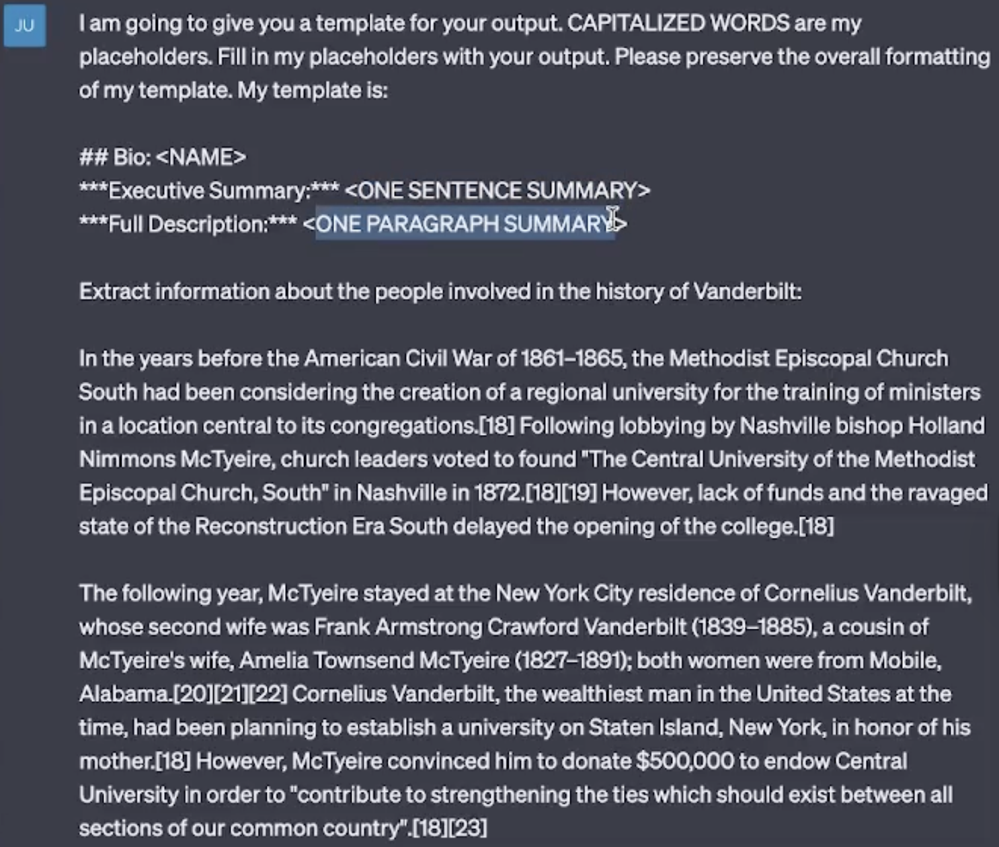 JU
I am going to give you a template for your output. CAPITALIZED WORDS are my
placeholders. Fill in my placeholders with your output. Please preserve the overall formatting
of my template. My template is:
## Bio: <NAME>
***Executive Summary:*** <ONE SENTENCE SUMMARY>
***Full Description:*** <ONE PARAGRAPH SUMMARY>
Extract information about the people involved in the history of Vanderbilt:
In the years before the American Civil War of 1861–1865, the Methodist Episcopal Church
South had been considering the creation of a regional university for the training of ministers
in a location central to its congregations.[18] Following lobbying by Nashville bishop Holland
Nimmons McTyeire, church leaders voted to found "The Central University of the Methodist
Episcopal Church, South" in Nashville in 1872.[18][19] However, lack of funds and the ravaged
state of the Reconstruction Era South delayed the opening of the college.[18]
The following year, McTyeire stayed at the New York City residence of Cornelius Vanderbilt,
whose second wife was Frank Armstrong Crawford Vanderbilt (1839–1885), a cousin of
McTyeire's wife, Amelia Townsend McTyeire (1827–1891); both women were from Mobile,
Alabama.[20][21][22] Cornelius Vanderbilt, the wealthiest man in the United States at the
time, had been planning to establish a university on Staten Island, New York, in honor of his
mother.[18] However, McTyeire convinced him to donate $500,000 to endow Central
University in order to "contribute to strengthening the ties which should exist between all
sections of our common country".[18][23]